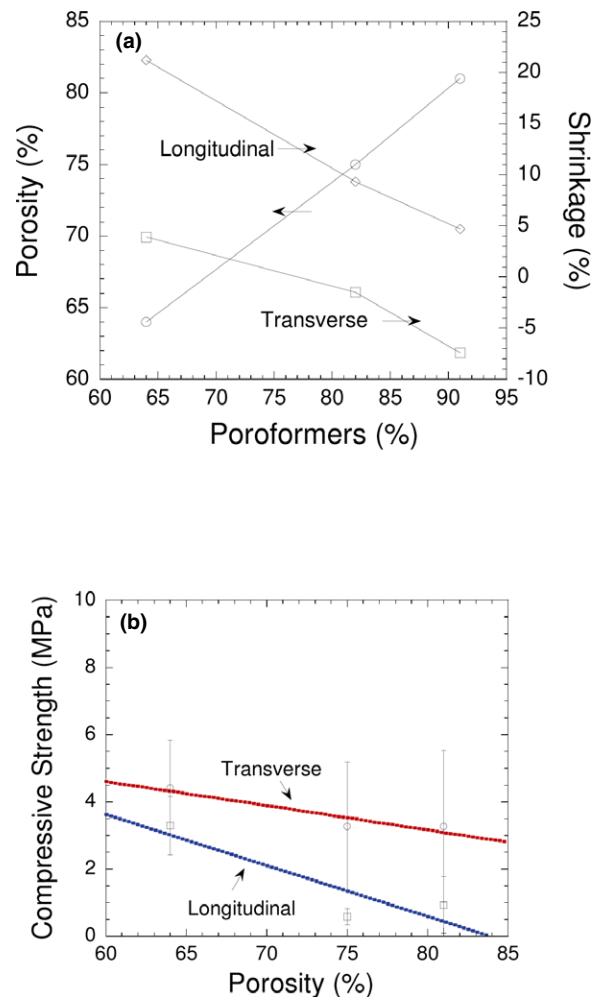 (a)
85
80
75
70
65
60
Porosity (%)
25
20
15
10
5
0
-5
-10
Shrinkage (%)
Longitudinal
Transverse
60 65 70 75 80 85 90 95
Poroformers (%)
(b)
10
8
6
4
2
0
Compressive Strength (MPa)
Transverse
Longitudinal
60 65 70 75 80 85
Porosity (%)